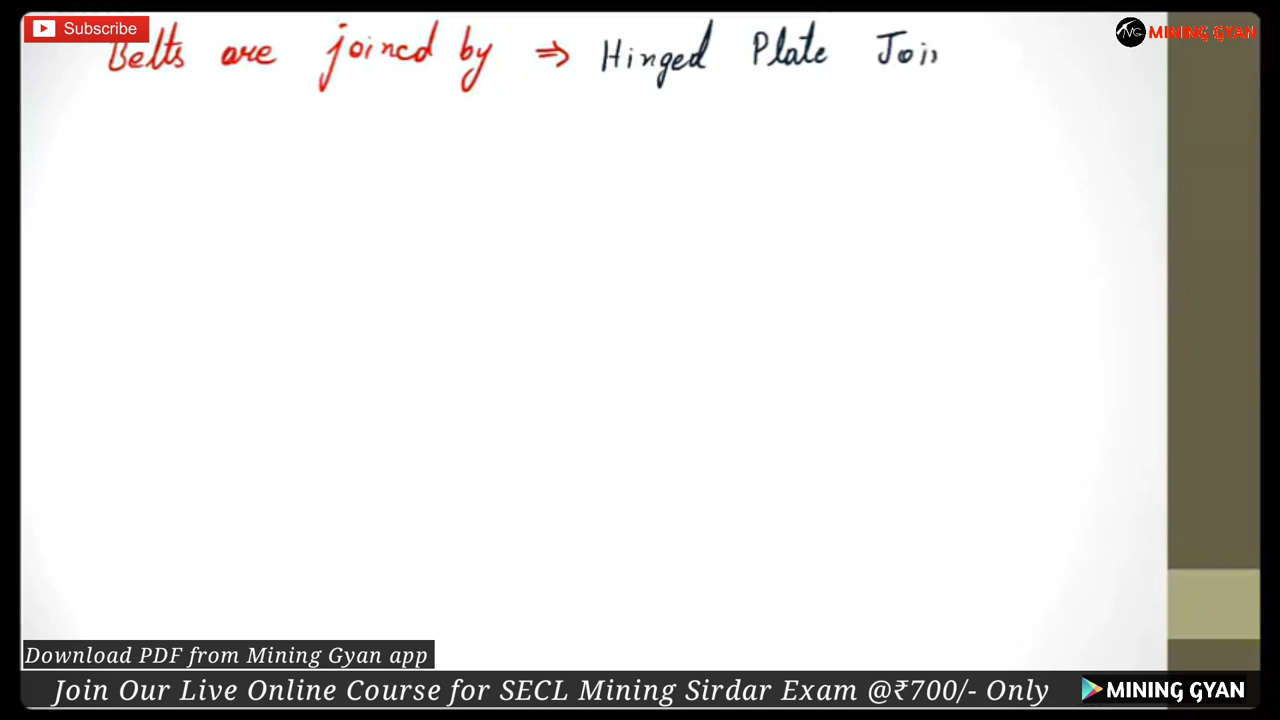 Subscribe
MINING GYAN
Belts are joined by ⇒ Hinged Plate Join
Download PDF from Mining Gyan app
Join Our Live Online Course for SECL Mining Sirdar Exam @₹700/- Only
MINING GYAN